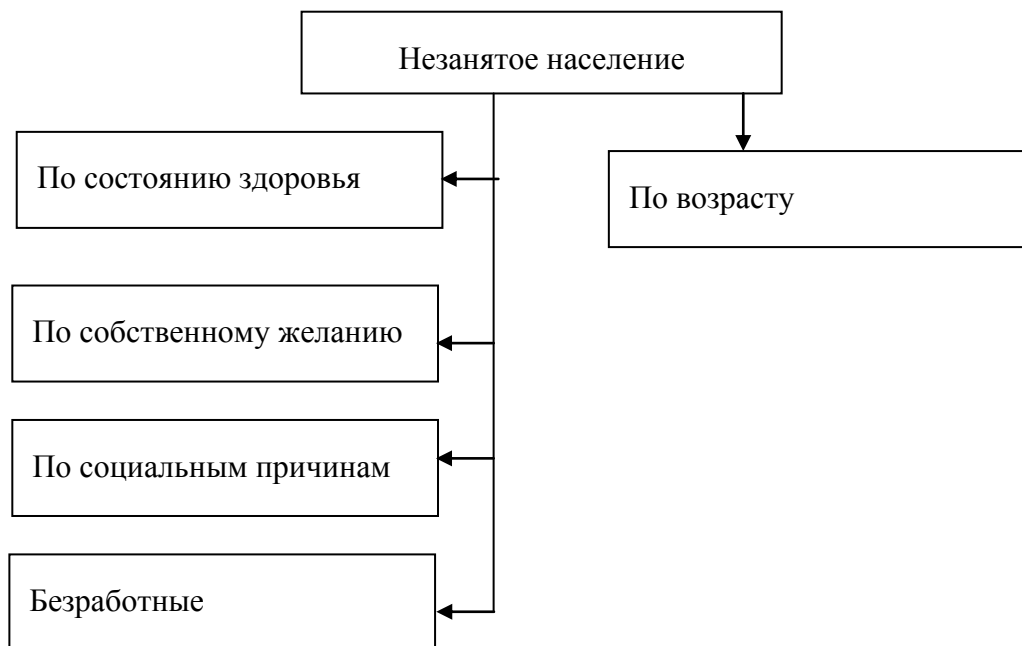 Незанятое население
По состоянию здоровья
По возрасту
По собственному желанию
По социальным причинам
Безработные